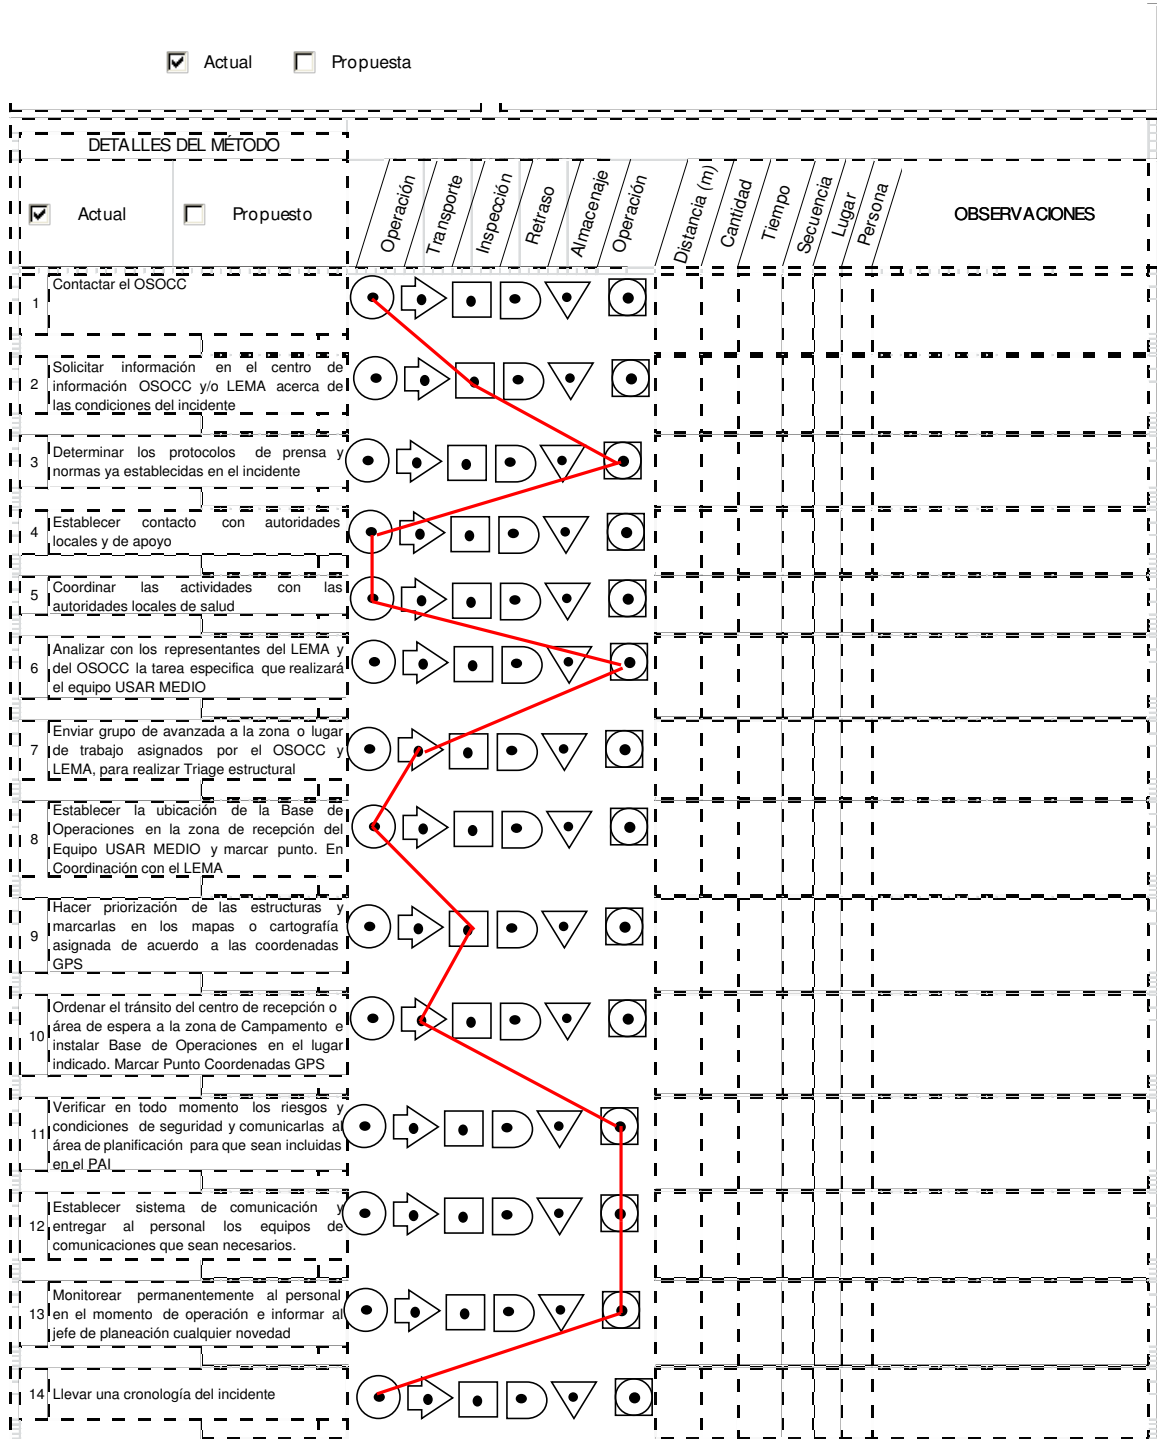 Actual Propuesta
DETALLES DEL MÉTODO
Actual Propuesto
Operación
Transporte
Inspección
Retraso
Almacenaje
Operación
Distancia (m)
Cantidad
Tiempo
Secuencia
Lugar
Persona
OBSERVACIONES
1
Contactar el OSOCC
2
Solicitar información en el centro de
información OSOCC y/o LEMA acerca de
las condiciones del incidente
3
Determinar los protocolos de prensa y
normas ya establecidas en el incidente
4
Establecer contacto con autoridades
locales y de apoyo
5
Coordinar las actividades con las
autoridades locales de salud
6
Analizar con los representantes del LEMA y
del OSOCC la tarea especifica que realizará
el equipo USAR MEDIO
7
Enviar grupo de avanzada a la zona o lugar
de trabajo asignados por el OSOCC y
LEMA, para realizar Triage estructural
8
Establecer la ubicación de la Base de
Operaciones en la zona de recepción del
Equipo USAR MEDIO y marcar punto. En
Coordinación con el LEMA
9
Hacer priorización de las estructuras y
marcarlas en los mapas o cartografía
asignada de acuerdo a las coordenadas
GPS
10
Ordenar el tránsito del centro de recepción o
área de espera a la zona de Campamento e
instalar Base de Operaciones en el lugar
indicado. Marcar Punto Coordenadas GPS
11
Verificar en todo momento los riesgos y
condiciones de seguridad y comunicarlas al
área de planificación para que sean incluidas
en el PAI
12
Establecer sistema de comunicación y
entregar al personal los equipos de
comunicaciones que sean necesarios.
13
Monitorear permanentemente al personal
en el momento de operación e informar al
jefe de planeación cualquier novedad
14
Llevar una cronología del incidente